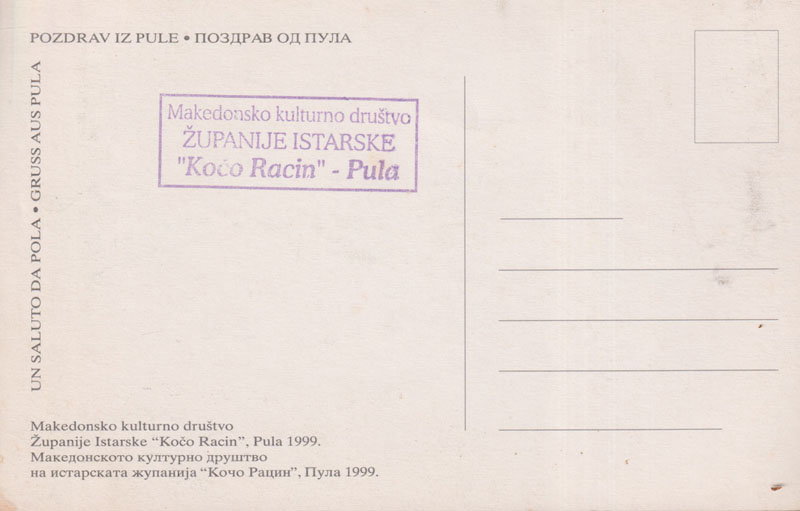 POZDRAV IZ PULE • ПОЗДРАВ ОД ПУЛА
UN SALUTO DA POLA • GRUSS AUS PULA
Makedonsko kulturno društvo
ŽUPANIJE ISTARSKE
"Kočo Racin" - Pula
Makedonsko kulturno društvo
Županije Istarske “Kočo Racin”, Pula 1999.
Македонското културно друштво
на истарската жупанија “Кочо Рацин”, Пула 1999.